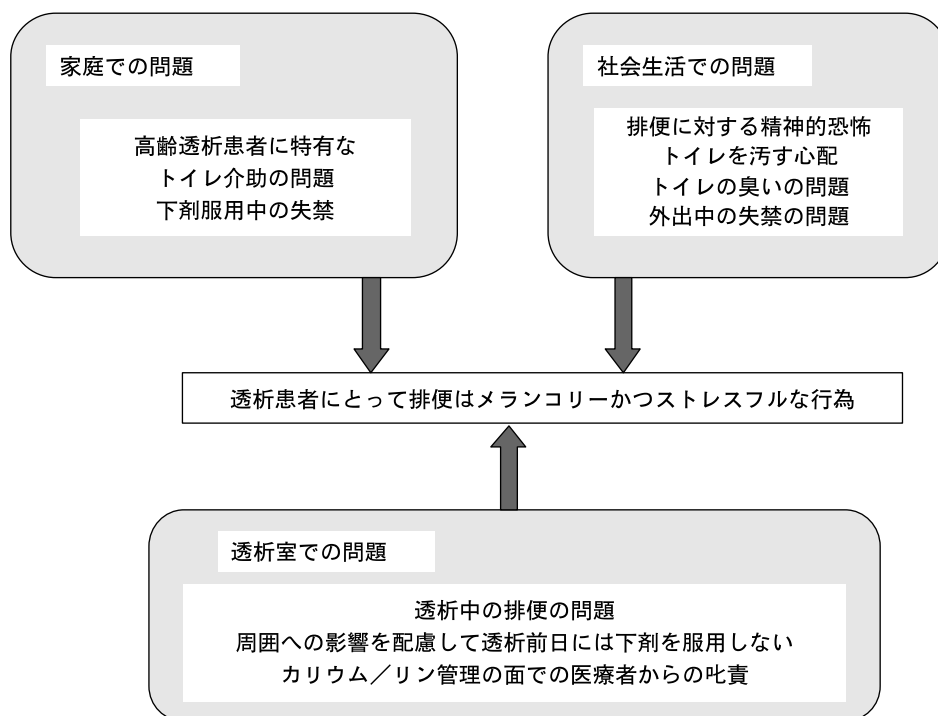 家庭での問題
高齢透析患者に特有な
トイレ介助の問題
下剤服用中の失禁
社会生活での問題
排便に対する精神的恐怖
トイレを汚す心配
トイレの臭いの問題
外出中の失禁の問題
透析患者にとって排便はメランコリーかつストレスフルな行為
透析室での問題
透析中の排便の問題
周囲への影響を配慮して透析前日には下剤を服用しない
カリウム／リン管理の面での医療者からの叱責